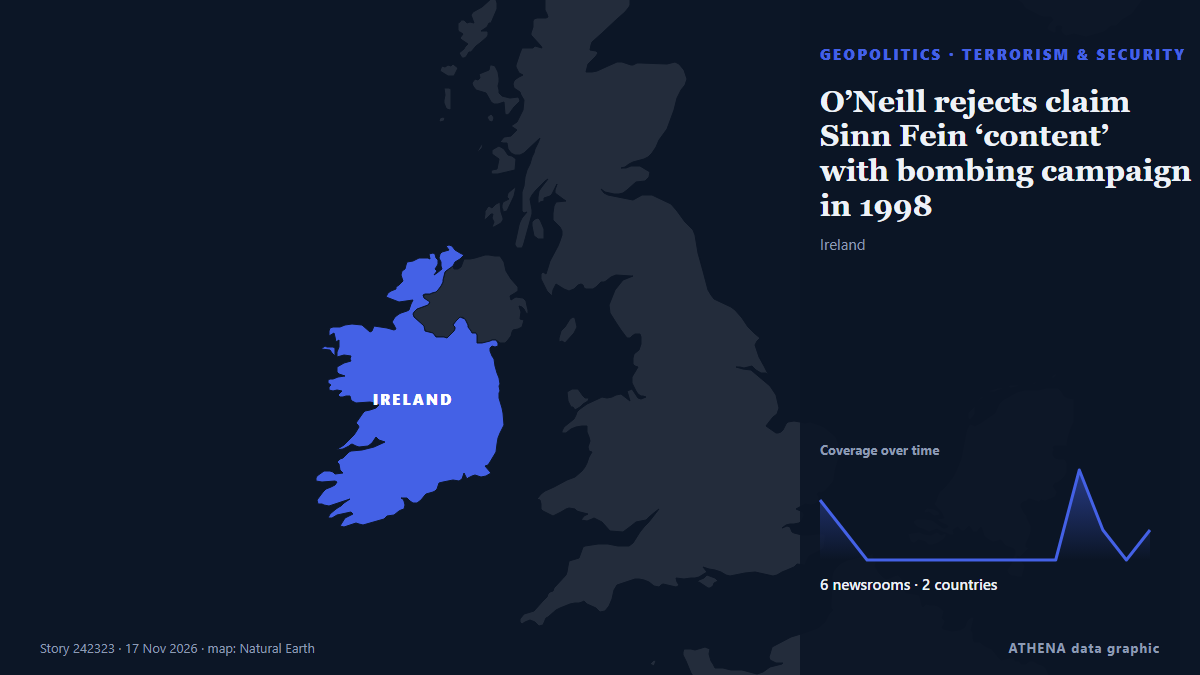 GEOPOLITICS · TERRORISM & SECURITY
O’Neill rejects claim
Sinn Fein ‘content’
with bombing campaign
in 1998
Ireland
IRELAND
Coverage over time
6 newsrooms · 2 countries
Story 242323 · 17 Nov 2026 · map: Natural Earth
ATHENA data graphic